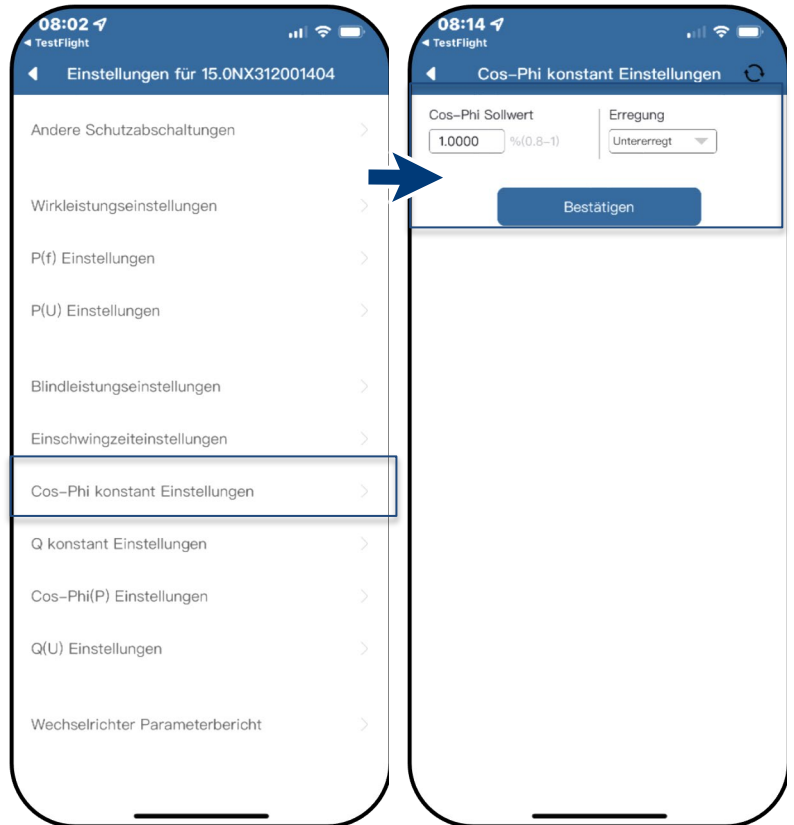 08:02
◀ TestFlight
Einstellungen für 15.0NX312001404
Andere Schutzabschaltungen
Wirkleistungseinstellungen
P(f) Einstellungen
P(U) Einstellungen
Blindleistungseinstellungen
Einschwingzeiteinstellungen
Cos-Phi konstant Einstellungen
Q konstant Einstellungen
Cos-Phi(P) Einstellungen
Q(U) Einstellungen
Wechselrichter Parameterbericht
08:14
◀ TestFlight
Cos-Phi konstant Einstellungen
Cos-Phi Sollwert
Erregung
1.0000 %(0.8-1)
Untererregt
Bestätigen